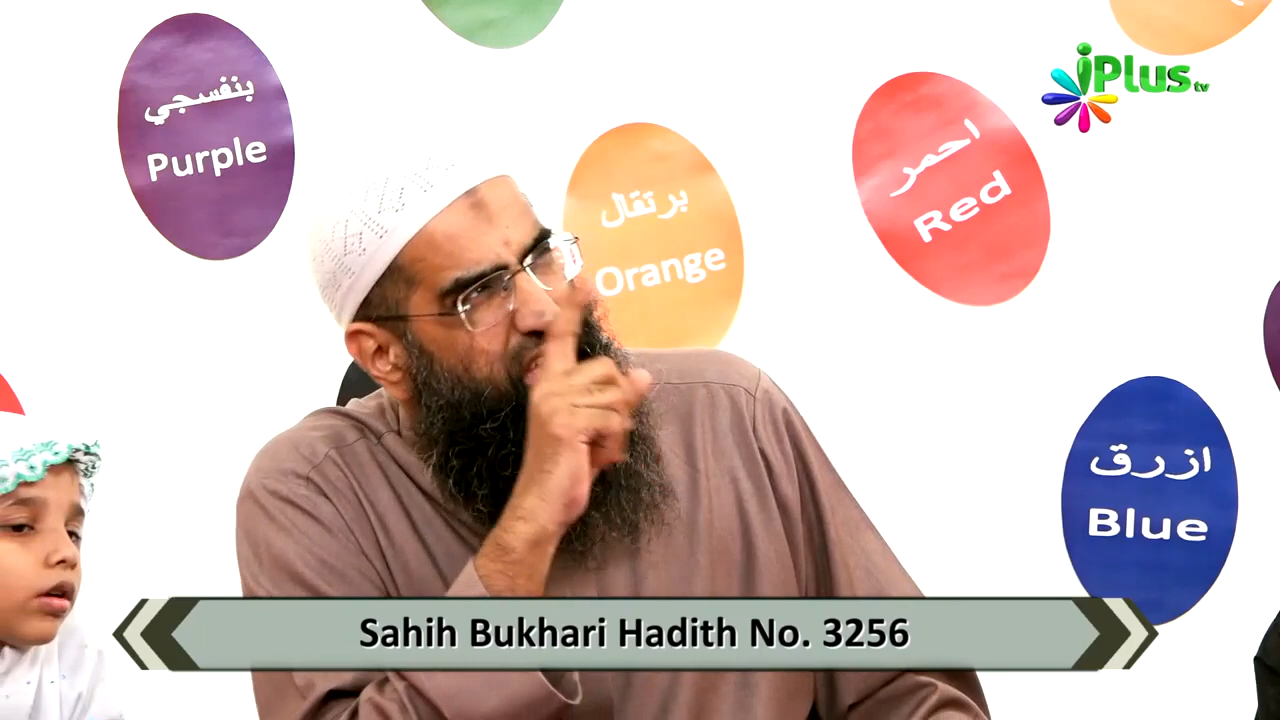 بنفسجي
Purple
برتقال
Orange
احمر
Red
iPlus tv
ازرق
Blue
Sahih Bukhari Hadith No. 3256